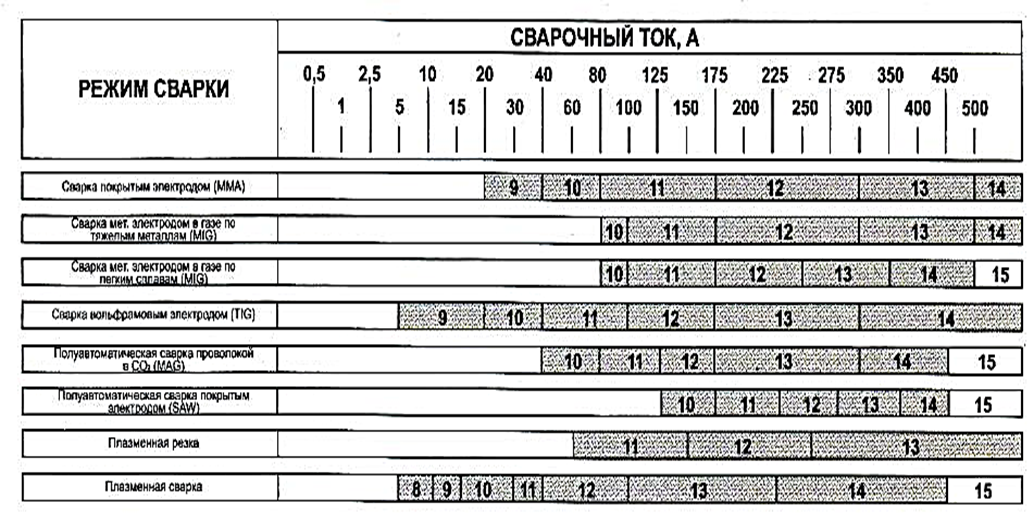 РЕЖИМ СВАРКИ
СВАРОЧНЫЙ ТОК, А
0,5 2,5 10 20 40 80 125 175 225 275 350 450
1 5 15 30 60 100 150 200 250 300 400 500
Сварка покрытым электродом (MMA) 9 10 11 12 13 14
Сварка мет. электродом в газе по
тяжелым металлам (MIG) 10 11 12 13 14
Сварка мет. электродом в газе по
легким сплавам (MIG) 10 11 12 13 14 15
Сварка вольфрамовым электродом (TIG) 9 10 11 12 13 14
Полуавтоматическая сварка проволокой
в CO₂ (MAG) 10 11 12 13 14 15
Полуавтоматическая сварка покрытым
электродом (SAW) 10 11 12 13 14 15
Плазменная резка 11 12 13
Плазменная сварка 8 9 10 11 12 13 14 15